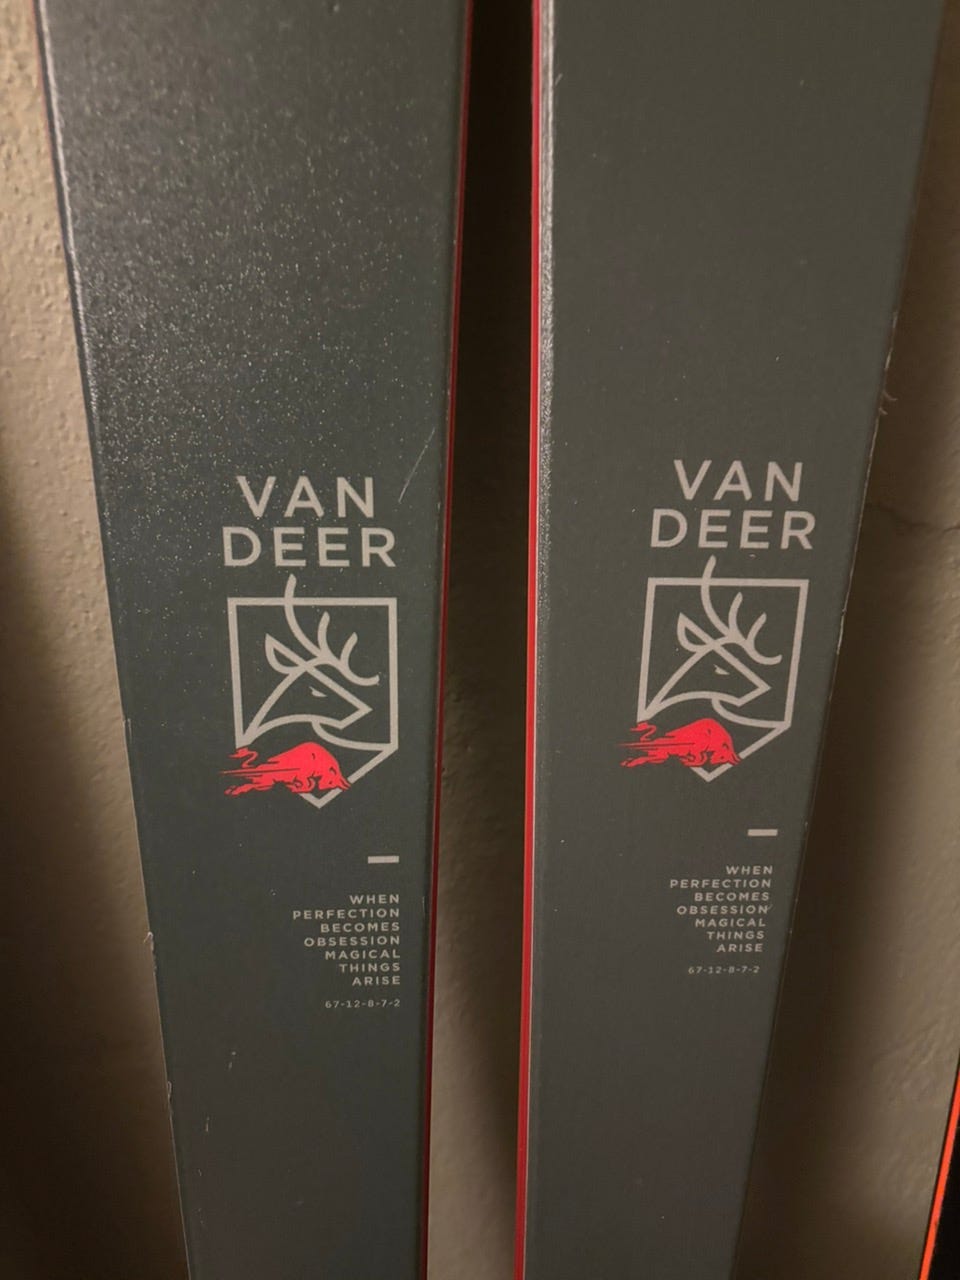 VAN
DEER
WHEN
PERFECTION
BECOMES
OBSESSION
MAGICAL
THINGS
ARISE
67-12-8-7-2
VAN
DEER
WHEN
PERFECTION
BECOMES
OBSESSION
MAGICAL
THINGS
ARISE
67-12-8-7-2